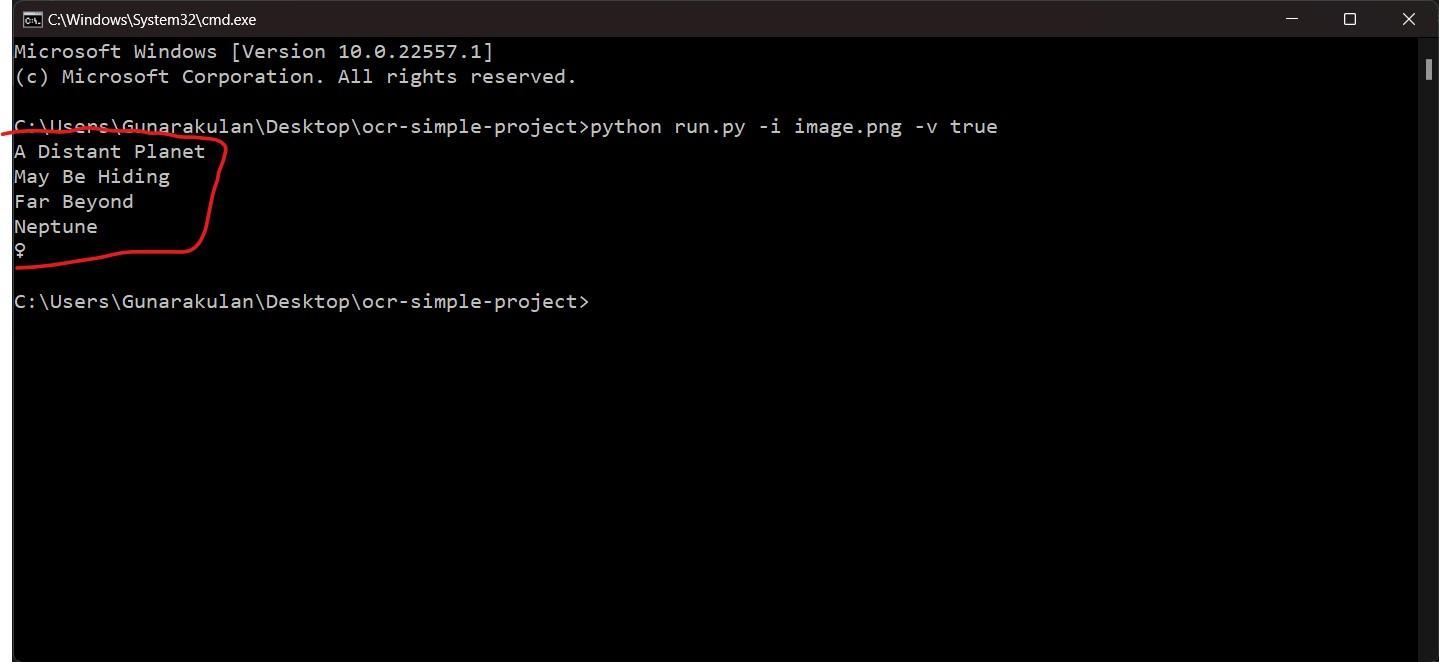 C:\Windows\System32\cmd.exe
Microsoft Windows [Version 10.0.22557.1]
(c) Microsoft Corporation. All rights reserved.
C:\Users\Gunarakulan\Desktop\ocr-simple-project>python run.py -i image.png -v true
A Distant Planet
May Be Hiding
Far Beyond
Neptune
♀
C:\Users\Gunarakulan\Desktop\ocr-simple-project>